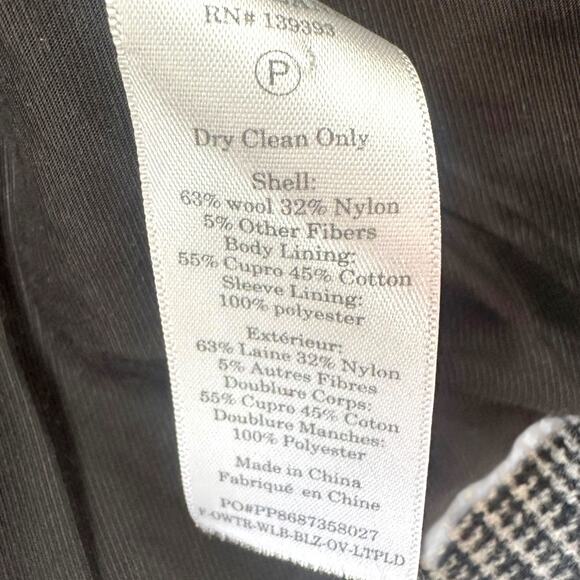 RN# 139393
P
Dry Clean Only
Shell:
63% wool 32% Nylon
5% Other Fibers
Body Lining:
55% Cupro 45% Cotton
Sleeve Lining:
100% polyester
Extérieur:
63% Laine 32% Nylon
5% Autres Fibres
Doublure Corps:
55% Cupro 45% Coton
Doublure Manches:
100% Polyester
Made in China
Fabriqué en Chine
PO#PP8687358027
F-OWTR-WLB-BLZ-OV-LTPLD